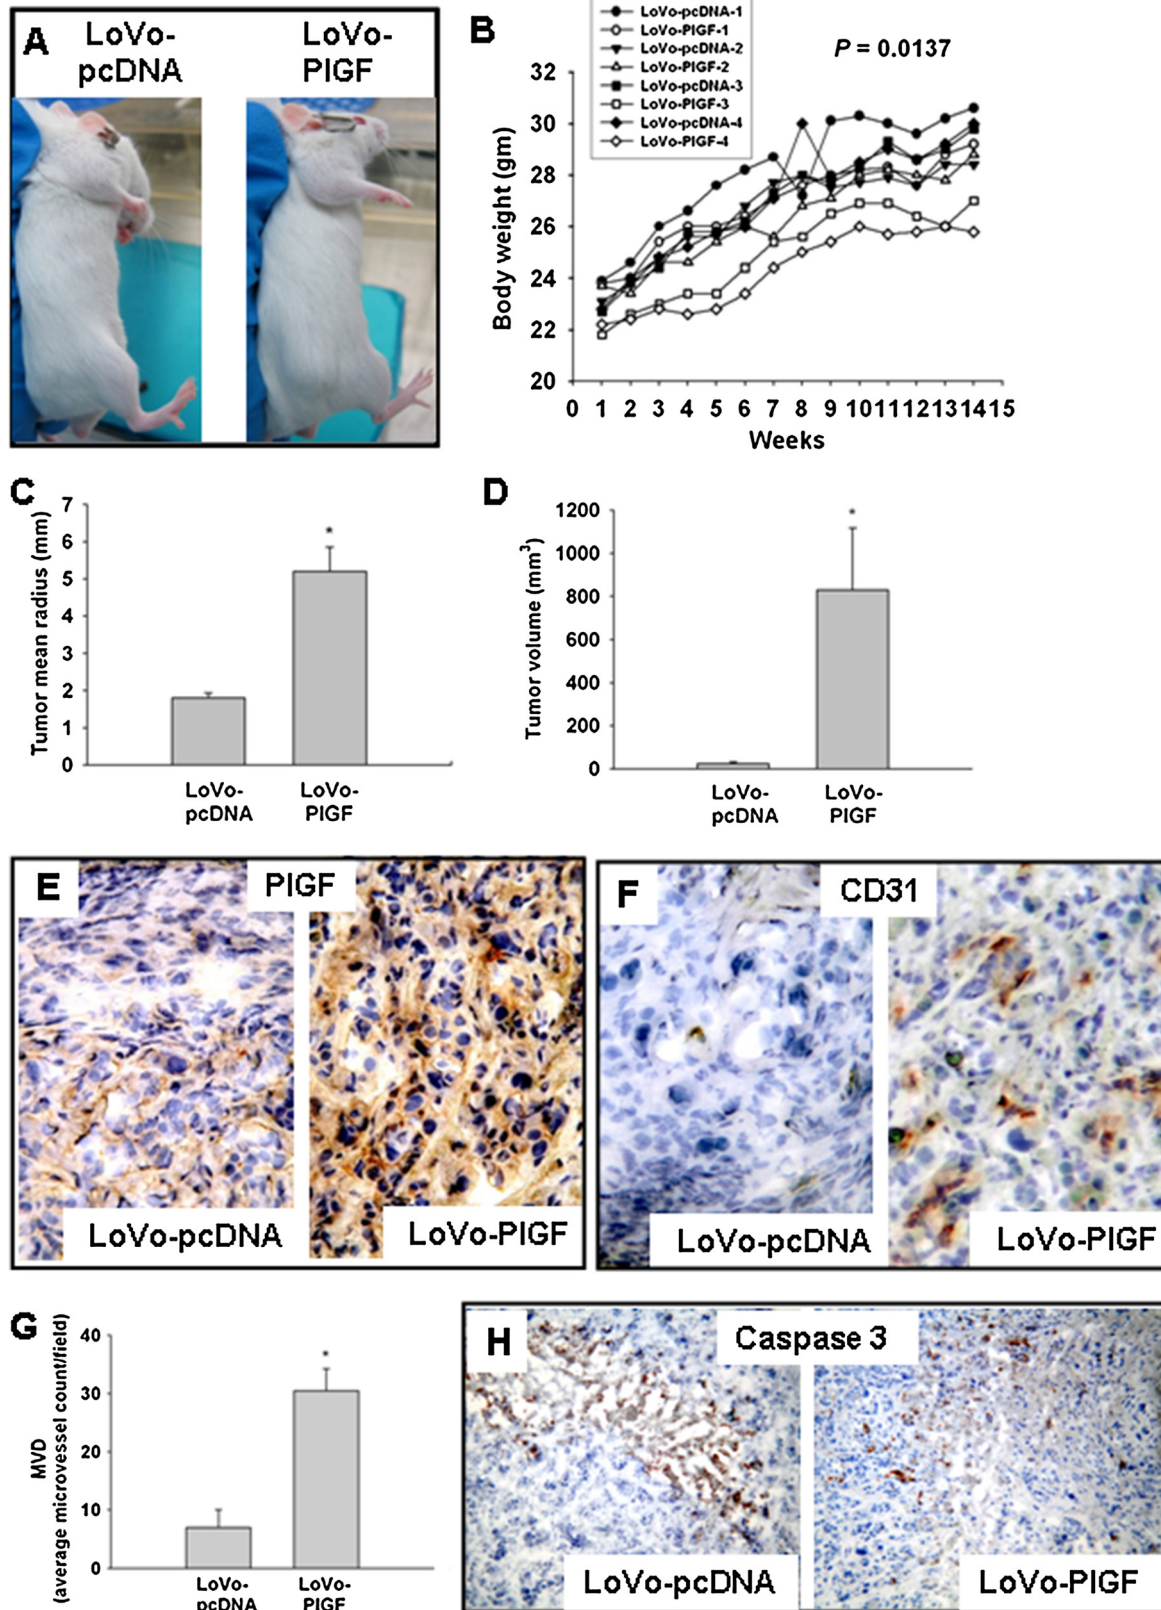 A
LoVo-
pcDNA
LoVo-
PlGF
B
LoVo-pcDNA-1
LoVo-PlGF-1
LoVo-pcDNA-2
LoVo-PlGF-2
LoVo-pcDNA-3
LoVo-PlGF-3
LoVo-pcDNA-4
LoVo-PlGF-4
P = 0.0137
Body weight (gm)
32
30
28
26
24
22
20
0 1 2 3 4 5 6 7 8 9 10 11 12 13 14 15
Weeks
C
Tumor mean radius (mm)
7
6
5
4
3
2
1
0
*
LoVo-
pcDNA
LoVo-
PlGF
D
Tumor volume (mm³)
1200
1000
800
600
400
200
0
*
LoVo-
pcDNA
LoVo-
PlGF
E
PlGF
LoVo-pcDNA
LoVo-PlGF
F
CD31
LoVo-pcDNA
LoVo-PlGF
G
MVD
(average microvessel count/field)
40
30
20
10
0
*
LoVo-
pcDNA
LoVo-
PlGF
H
Caspase 3
LoVo-pcDNA
LoVo-PlGF